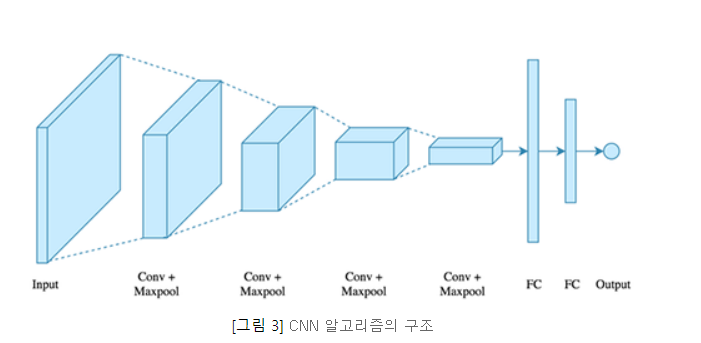 Input
Conv +
Maxpool
Conv +
Maxpool
Conv +
Maxpool
Conv +
Maxpool
FC
FC
Output
[그림 3] CNN 알고리즘의 구조